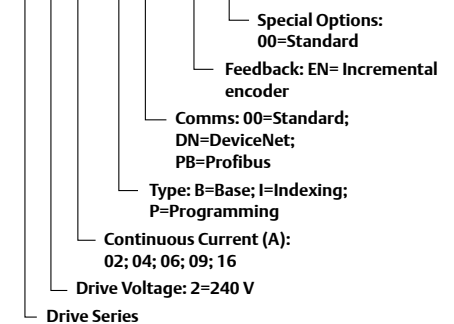 Special Options:
00=Standard
Feedback: EN= Incremental
encoder
Comms: 00=Standard;
DN=DeviceNet;
PB=Profibus
Type: B=Base; I=Indexing;
P=Programming
Continuous Current (A):
02; 04; 06; 09; 16
Drive Voltage: 2=240 V
Drive Series